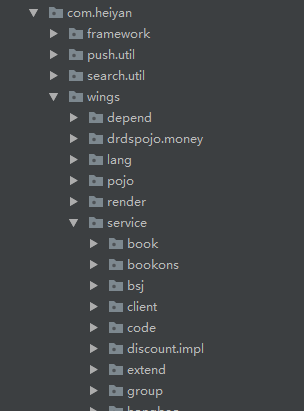 com.heiyan
framework
push.util
search.util
wings
depend
drdspojo.money
lang
pojo
render
service
book
bookons
bsj
client
code
discount.impl
extend
group